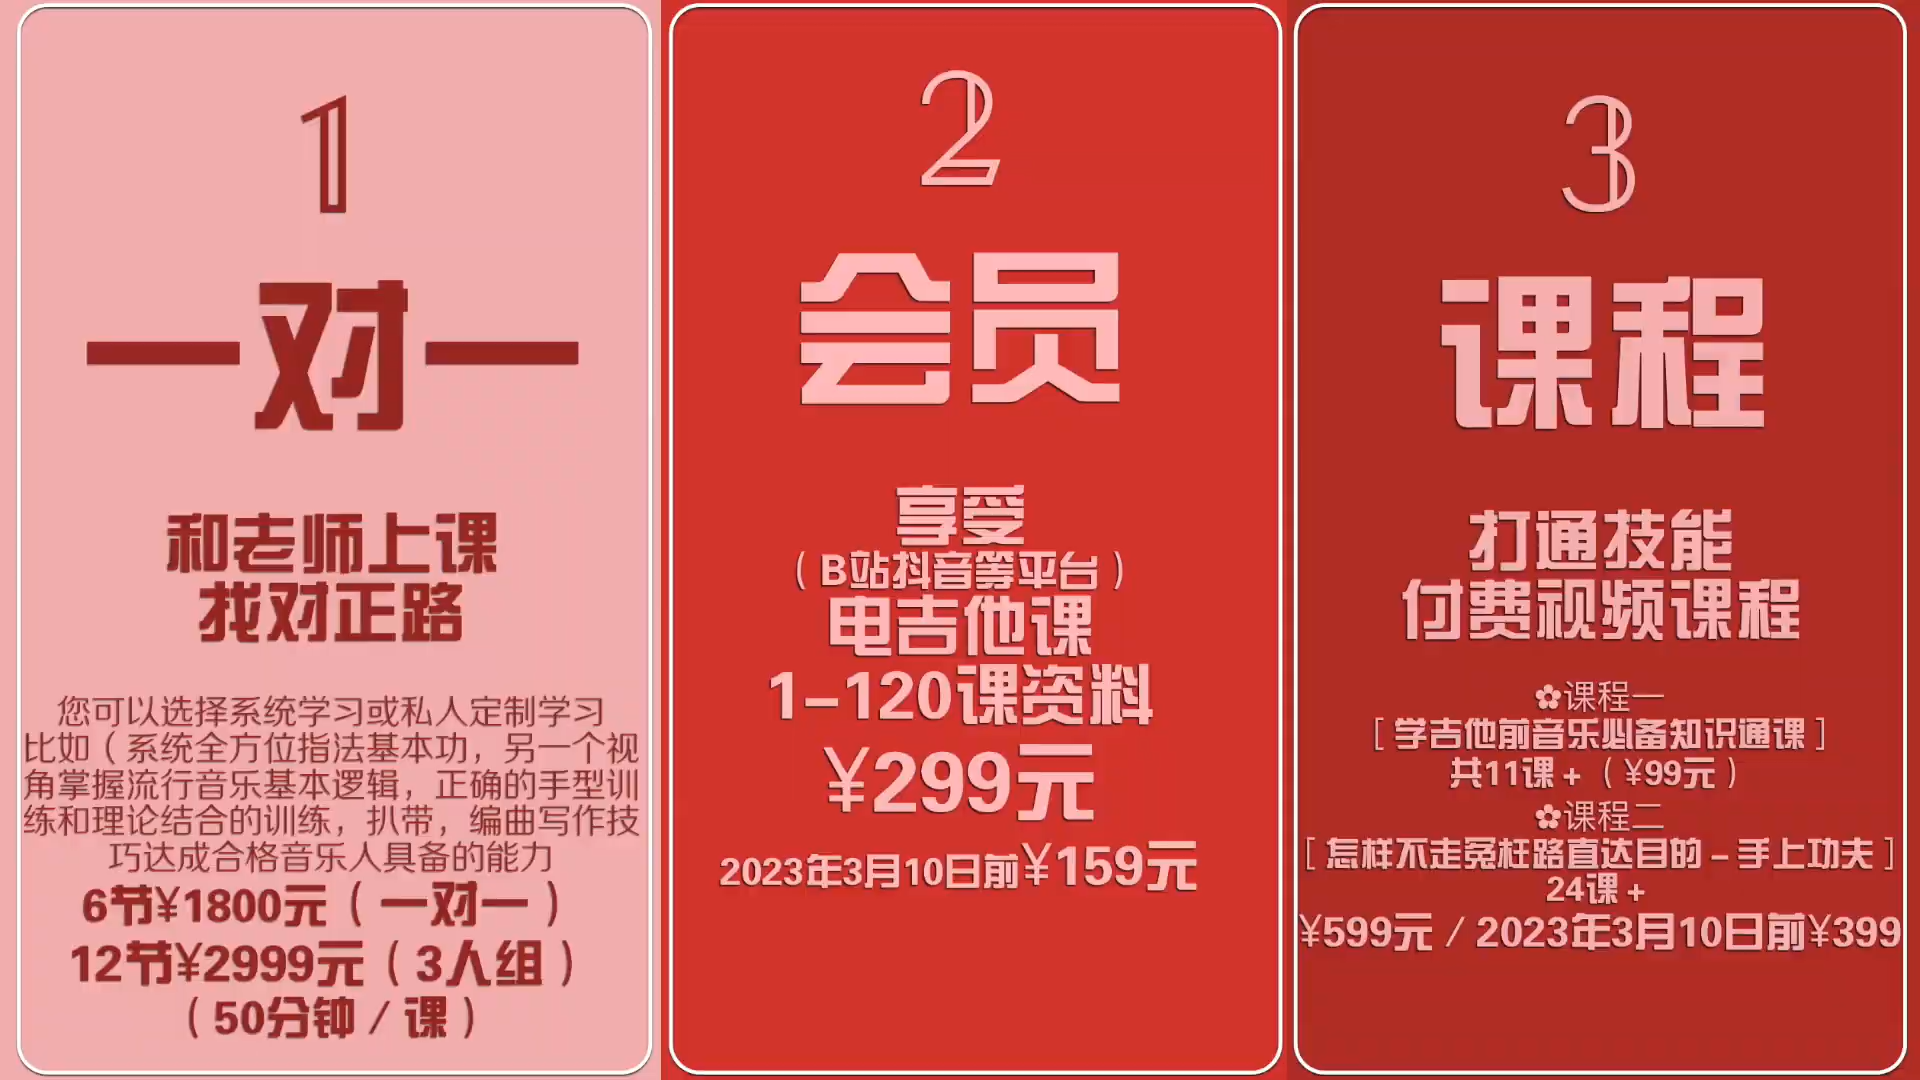 1
一对一
和老师上课
找对正路
您可以选择系统学习或私人定制学习
比如（系统全方位指法基本功，另一个视
角掌握流行音乐基本逻辑，正确的手型训
练和理论结合的训练，扒带，编曲写作技
巧达成合格音乐人具备的能力
6节¥1800元（一对一）
12节¥2999元（3人组）
（50分钟/课）
2
会员
享受
（B站抖音等平台）
电吉他课
1-120课资料
¥299元
2023年3月10日前¥159元
3
课程
打通技能
付费视频课程
✿课程一
[学吉他前音乐必备知识通课]
共11课+（¥99元）
✿课程二
[怎样不走冤枉路直达目的-手上功夫]
24课+
¥599元/2023年3月10日前¥399